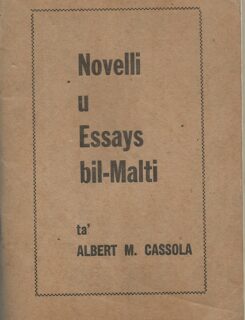 Novelli
u
Essays
bil-Malti
ta'
ALBERT M. CASSOLA